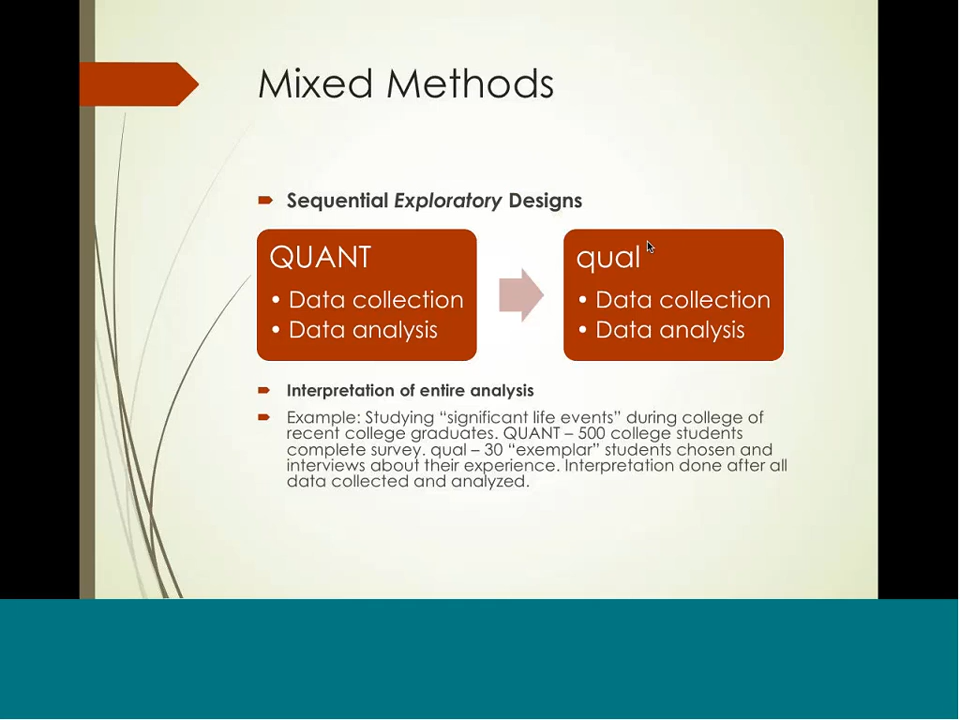 Mixed Methods
Sequential Exploratory Designs
QUANT
• Data collection
• Data analysis
qual
• Data collection
• Data analysis
Interpretation of entire analysis
Example: Studying “significant life events” during college of
recent college graduates. QUANT – 500 college students
complete survey. qual – 30 “exemplar” students chosen and
interviews about their experience. Interpretation done after all
data collected and analyzed.